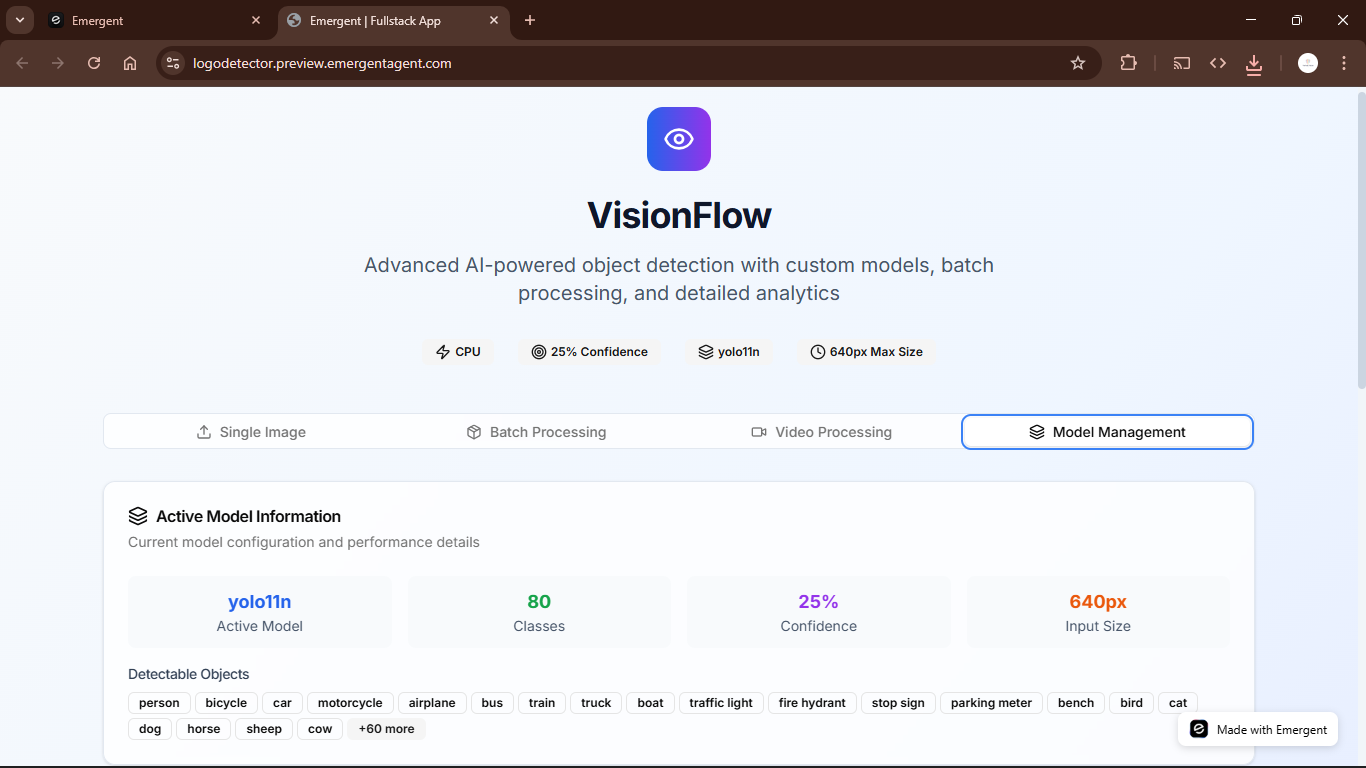 Emergent
Emergent | Fullstack App
logodetector.preview.emergentagent.com
VisionFlow
Advanced AI-powered object detection with custom models, batch
processing, and detailed analytics
CPU 25% Confidence yolo11n 640px Max Size
Single Image Batch Processing Video Processing Model Management
Active Model Information
Current model configuration and performance details
yolo11n 80 25% 640px
Active Model Classes Confidence Input Size
Detectable Objects
person bicycle car motorcycle airplane bus train truck boat traffic light fire hydrant stop sign parking meter bench bird cat
dog horse sheep cow +60 more
Made with Emergent